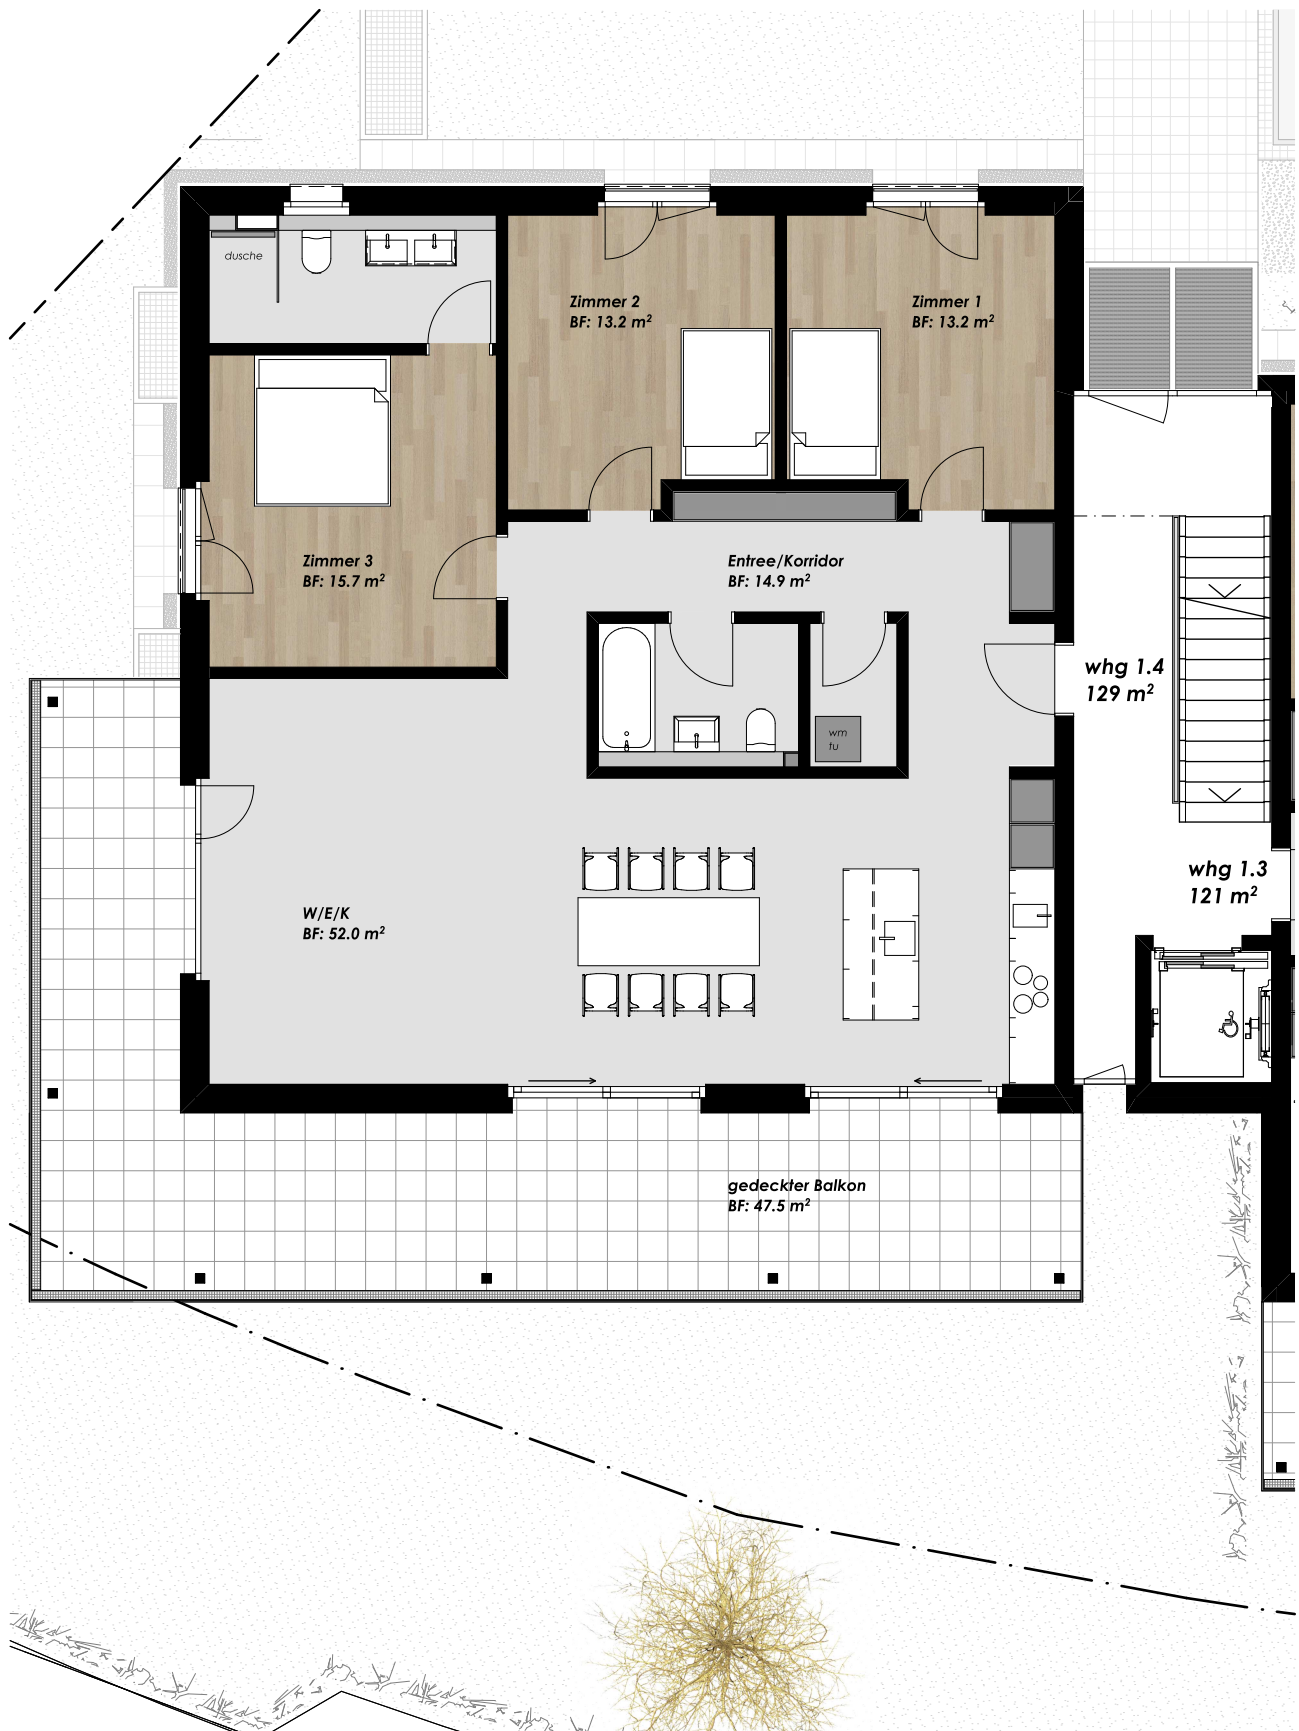 dusche
Zimmer 2
BF: 13.2 m²
Zimmer 1
BF: 13.2 m²
Zimmer 3
BF: 15.7 m²
Entree/Korridor
BF: 14.9 m²
whg 1.4
129 m²
wm
tu
whg 1.3
121 m²
W/E/K
BF: 52.0 m²
gedeckter Balkon
BF: 47.5 m²